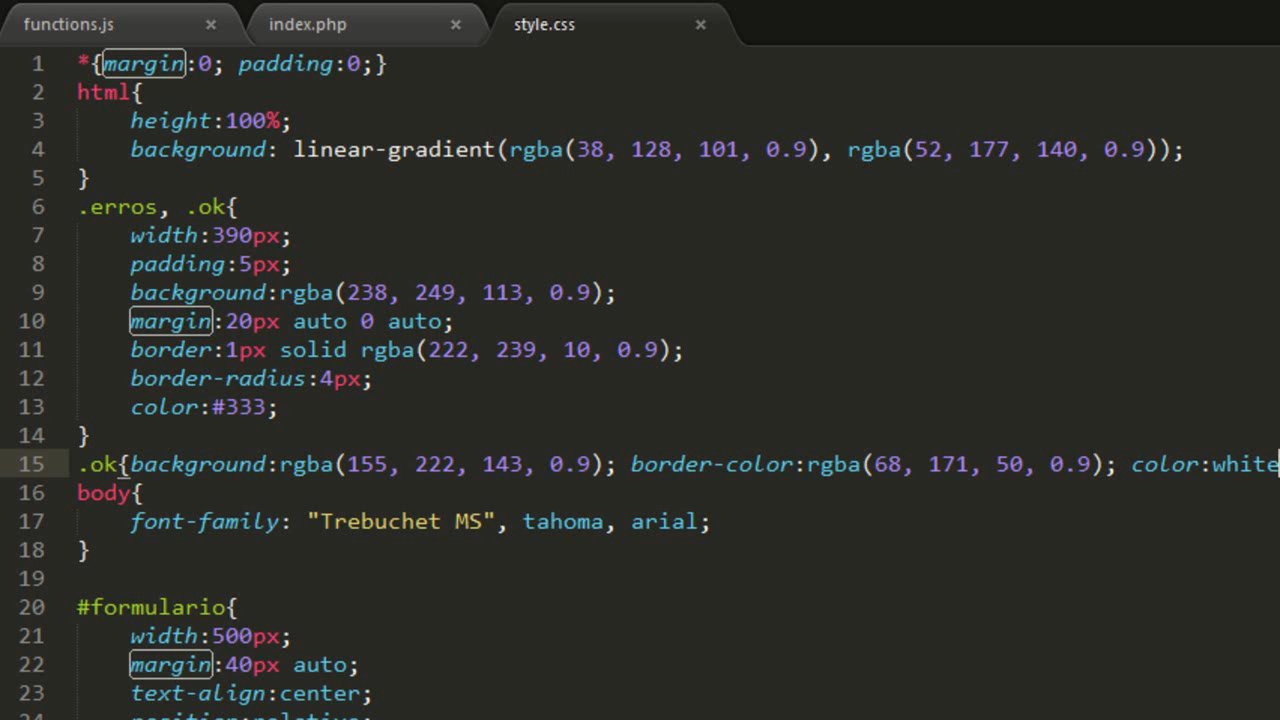 functions.js × index.php × style.css ×
1 *{margin:0; padding:0;}
2 html{
3 height:100%;
4 background: linear-gradient(rgba(38, 128, 101, 0.9), rgba(52, 177, 140, 0.9));
5 }
6 .erros, .ok{
7 width:390px;
8 padding:5px;
9 background:rgba(238, 249, 113, 0.9);
10 margin:20px auto 0 auto;
11 border:1px solid rgba(222, 239, 10, 0.9);
12 border-radius:4px;
13 color:#333;
14 }
15 .ok{background:rgba(155, 222, 143, 0.9); border-color:rgba(68, 171, 50, 0.9); color:white
16 body{
17 font-family: "Trebuchet MS", tahoma, arial;
18 }
19
20 #formulario{
21 width:500px;
22 margin:40px auto;
23 text-align:center;
24 position:relative;